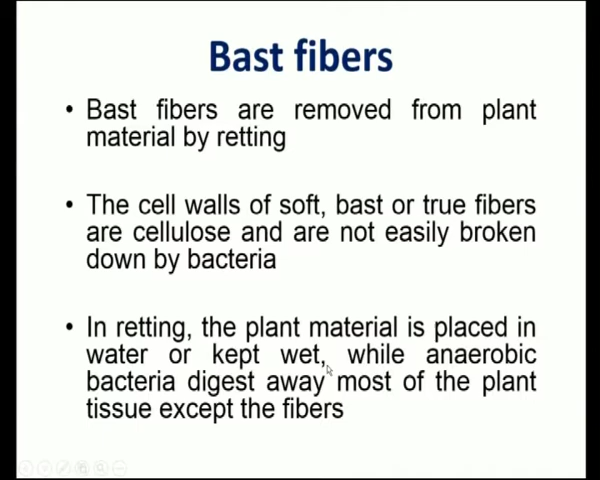 Bast fibers
• Bast fibers are removed from plant
material by retting
• The cell walls of soft, bast or true fibers
are cellulose and are not easily broken
down by bacteria
• In retting, the plant material is placed in
water or kept wet, while anaerobic
bacteria digest away most of the plant
tissue except the fibers